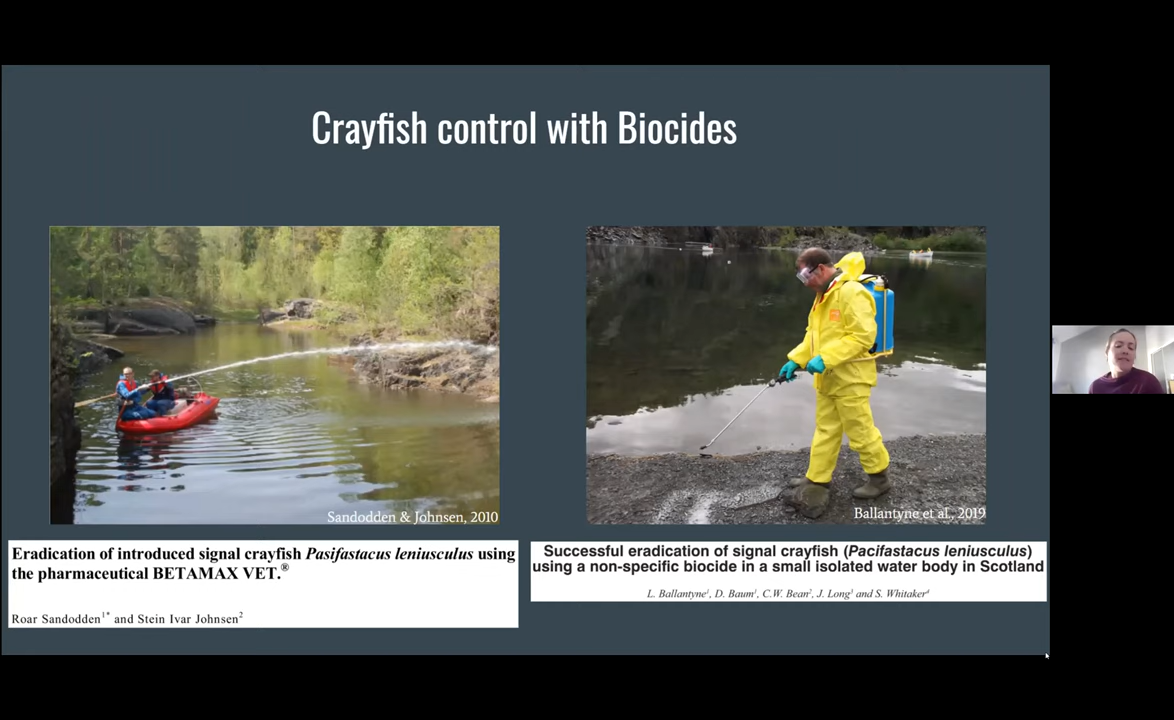 Crayfish control with Biocides
Sandodden & Johnsen, 2010
Ballantyne et al., 2019
Eradication of introduced signal crayfish Pasifastacus leniusculus using
the pharmaceutical BETAMAX VET.®
Roar Sandodden1* and Stein Ivar Johnsen2
Successful eradication of signal crayfish (Pacifastacus leniusculus)
using a non-specific biocide in a small isolated water body in Scotland
L. Ballantyne1, D. Baum1, C.W. Bean2, J. Long3 and S. Whitaker4